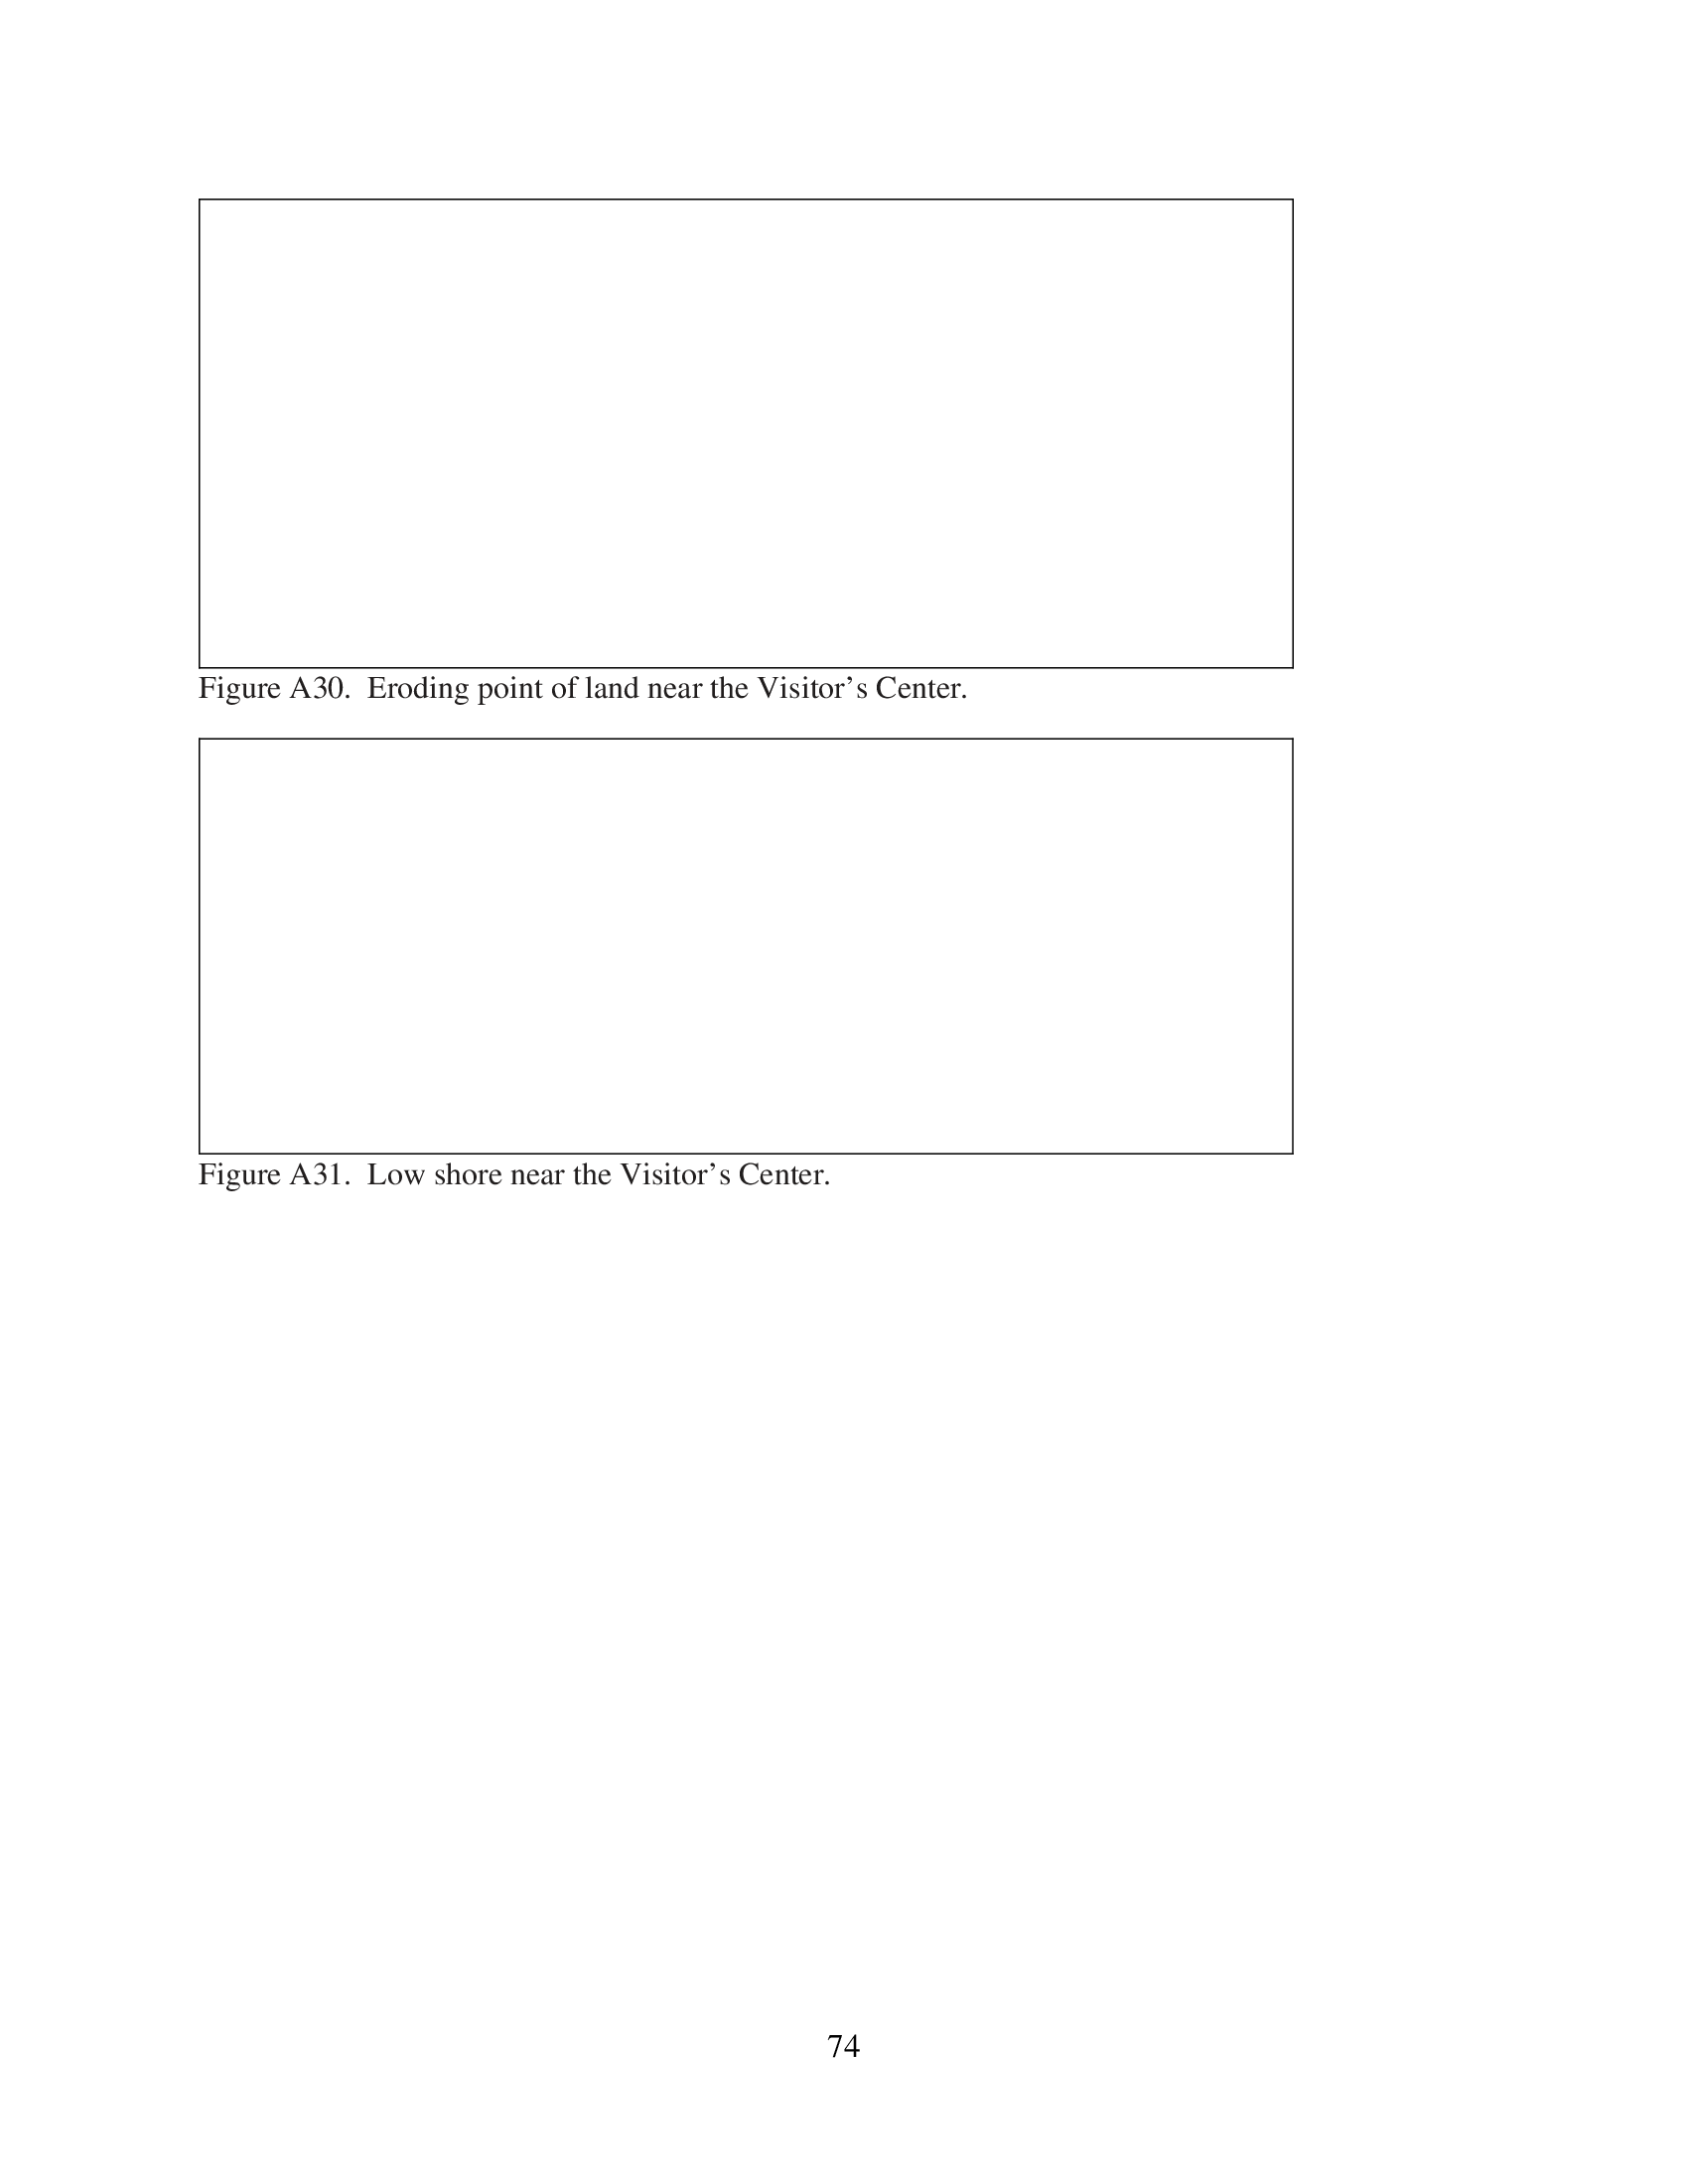 Figure A30.  Eroding point of land near the Visitor’s Center.
Figure A31.  Low shore near the Visitor’s Center.
74